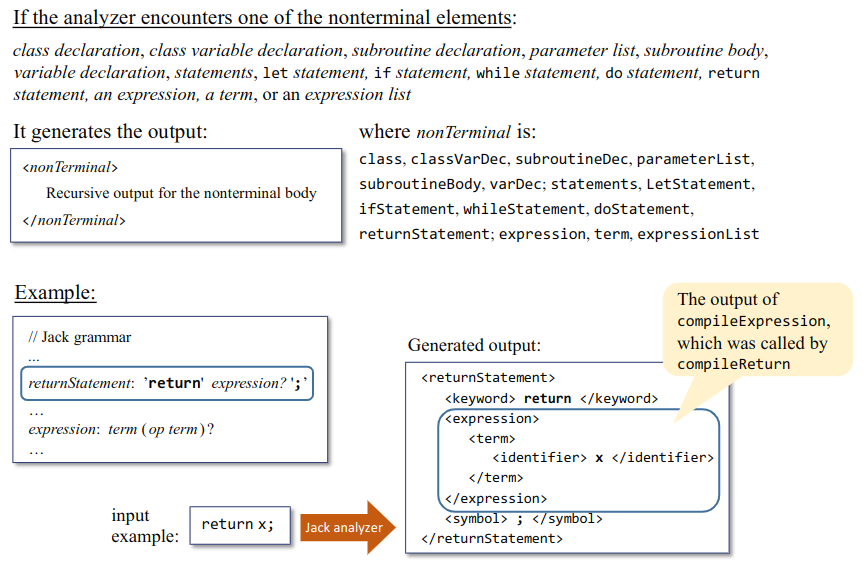 If the analyzer encounters one of the nonterminal elements:
class declaration, class variable declaration, subroutine declaration, parameter list, subroutine body,
variable declaration, statements, let statement, if statement, while statement, do statement, return
statement, an expression, a term, or an expression list
It generates the output:
<nonTerminal>
Recursive output for the nonterminal body
</nonTerminal>
where nonTerminal is:
class, classVarDec, subroutineDec, parameterList,
subroutineBody, varDec; statements, LetStatement,
ifStatement, whileStatement, doStatement,
returnStatement; expression, term, expressionList
Example:
// Jack grammar
...
returnStatement: 'return' expression? ';'
...
expression: term (op term)?
...
input
example:
return x;
Jack analyzer
Generated output:
<returnStatement>
<keyword> return </keyword>
<expression>
<term>
<identifier> x </identifier>
</term>
</expression>
<symbol> ; </symbol>
</returnStatement>
The output of
compileExpression,
which was called by
compileReturn